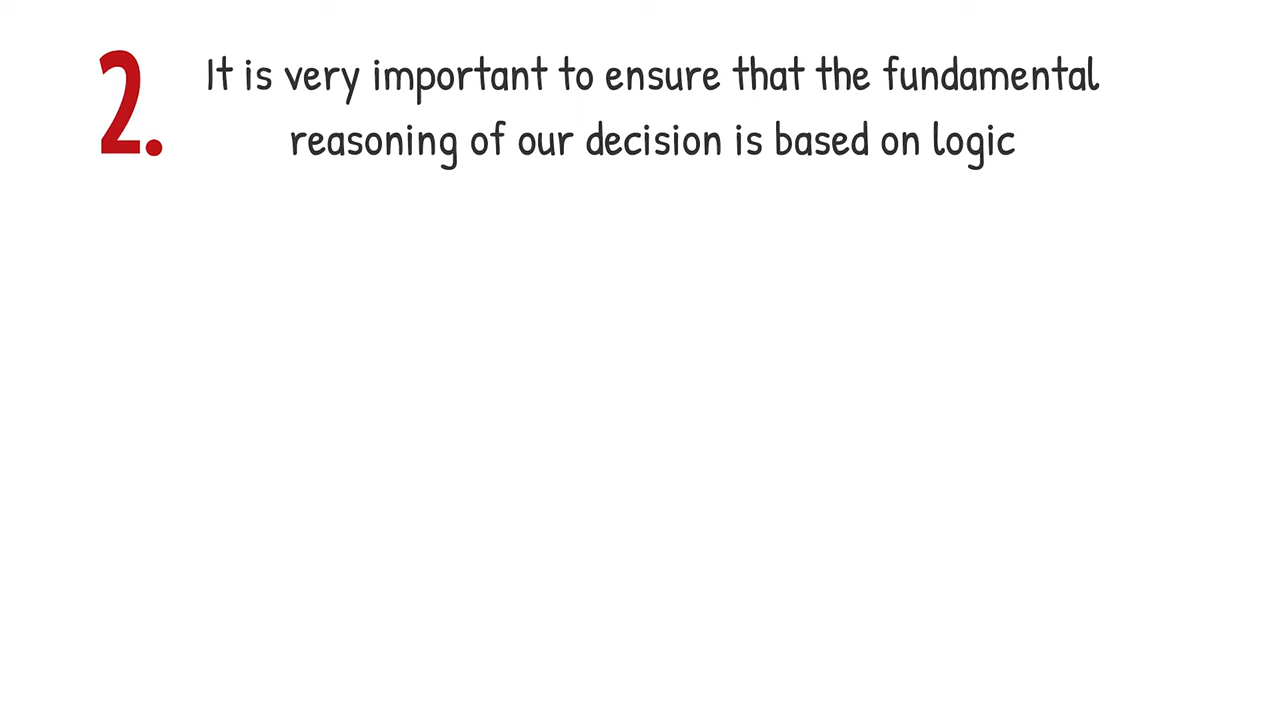 2. It is very important to ensure that the fundamental
reasoning of our decision is based on logic